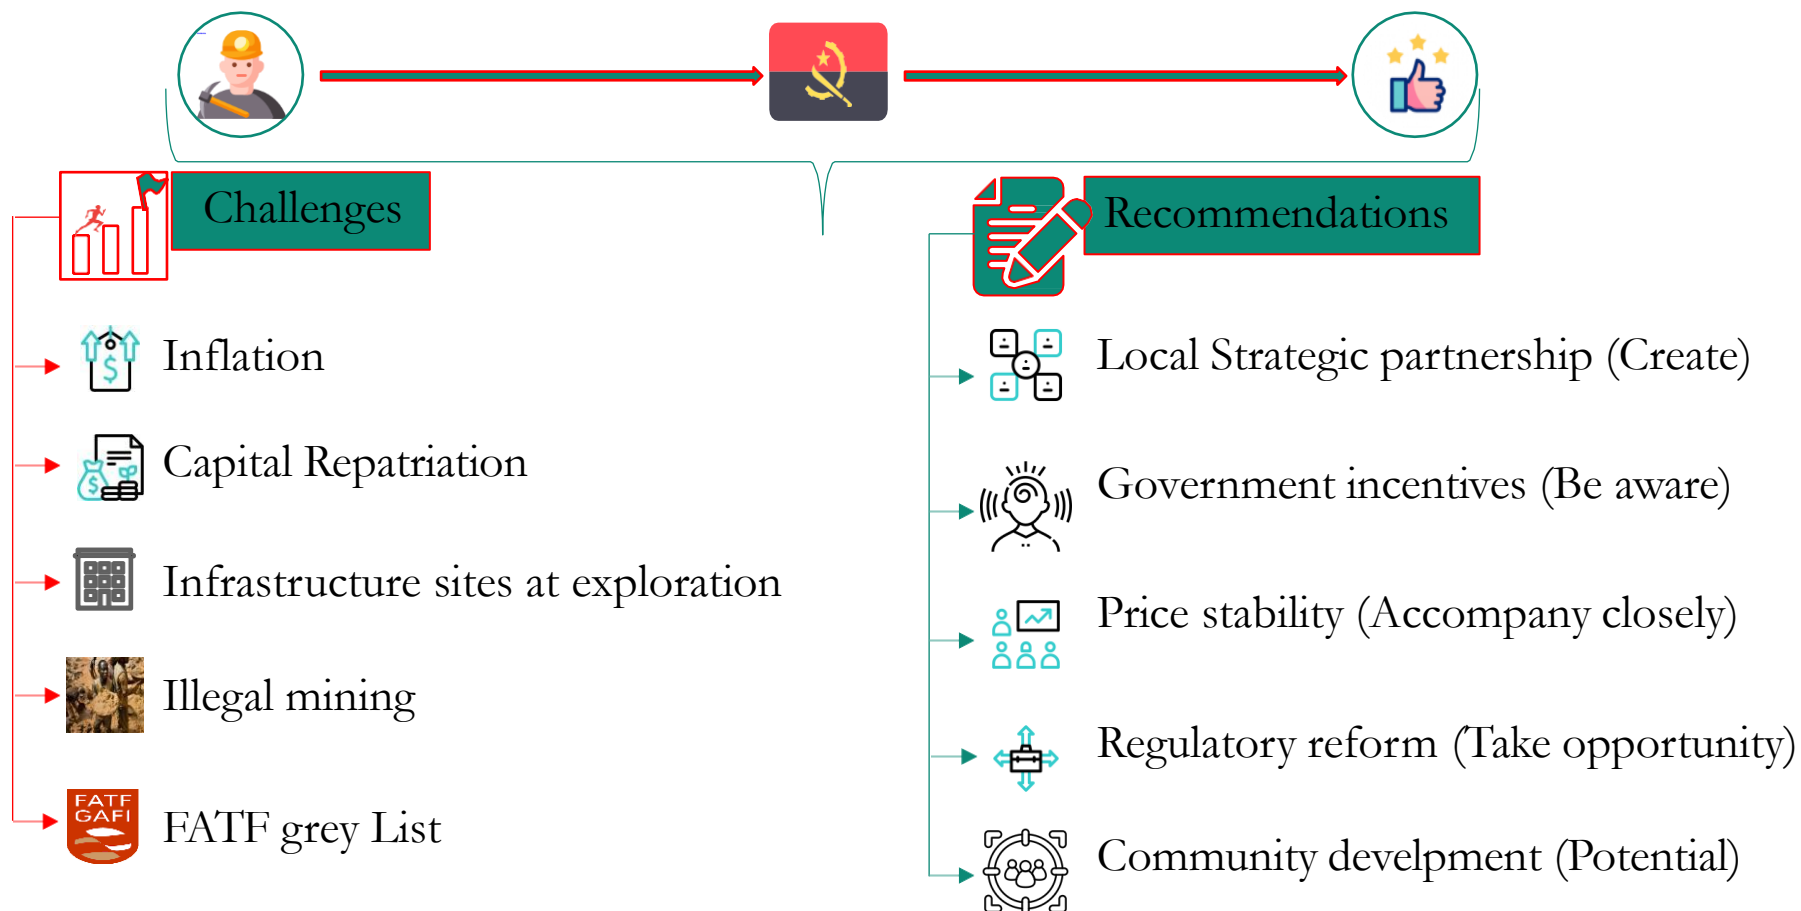 Challenges
Inflation
Capital Repatriation
Infrastructure sites at exploration
Illegal mining
FATF
GAFI
FATF grey List
Recommendations
Local Strategic partnership (Create)
Government incentives (Be aware)
Price stability (Accompany closely)
Regulatory reform (Take opportunity)
Community develpment (Potential)